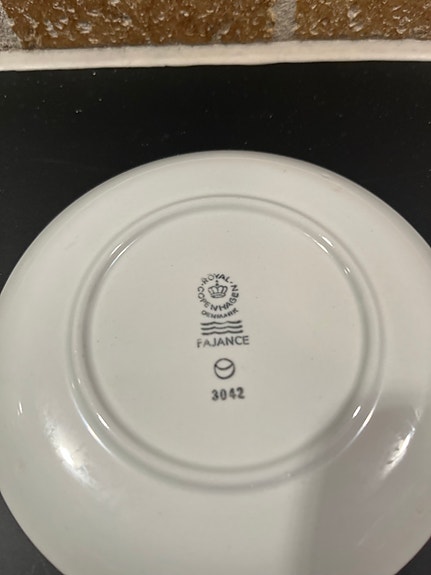 ROYAL
COPENHAGEN
DENMARK
FAJANCE
3042